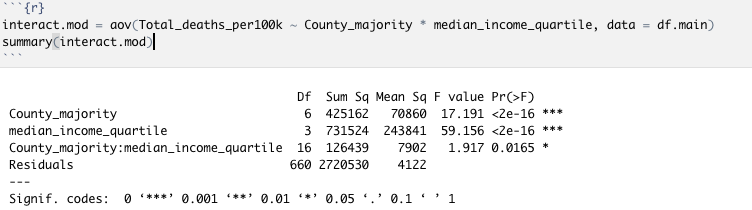 ```{r}
interact.mod = aov(Total_deaths_per100k ~ County_majority * median_income_quartile, data = df.main)
summary(interact.mod)
```
Df Sum Sq Mean Sq F value Pr(>F)
County_majority 6 425162 70860 17.191 <2e-16 ***
median_income_quartile 3 731524 243841 59.156 <2e-16 ***
County_majority:median_income_quartile 16 126439 7902 1.917 0.0165 *
Residuals 660 2720530 4122
---
Signif. codes: 0 ‘***’ 0.001 ‘**’ 0.01 ‘*’ 0.05 ‘.’ 0.1 ‘ ’ 1